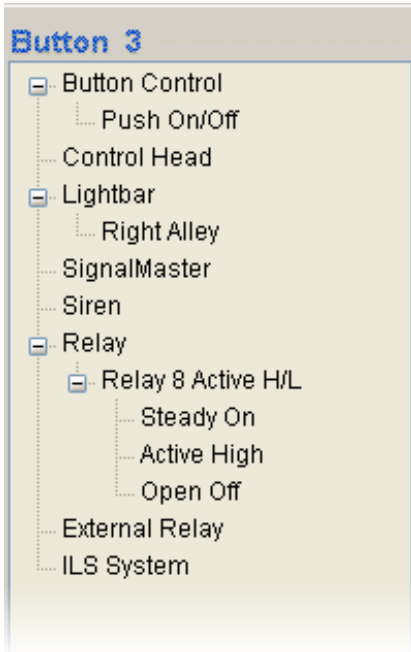 Button 3
Button Control
Push On/Off
Control Head
Lightbar
Right Alley
SignalMaster
Siren
Relay
Relay 8 Active H/L
Steady On
Active High
Open Off
External Relay
ILS System